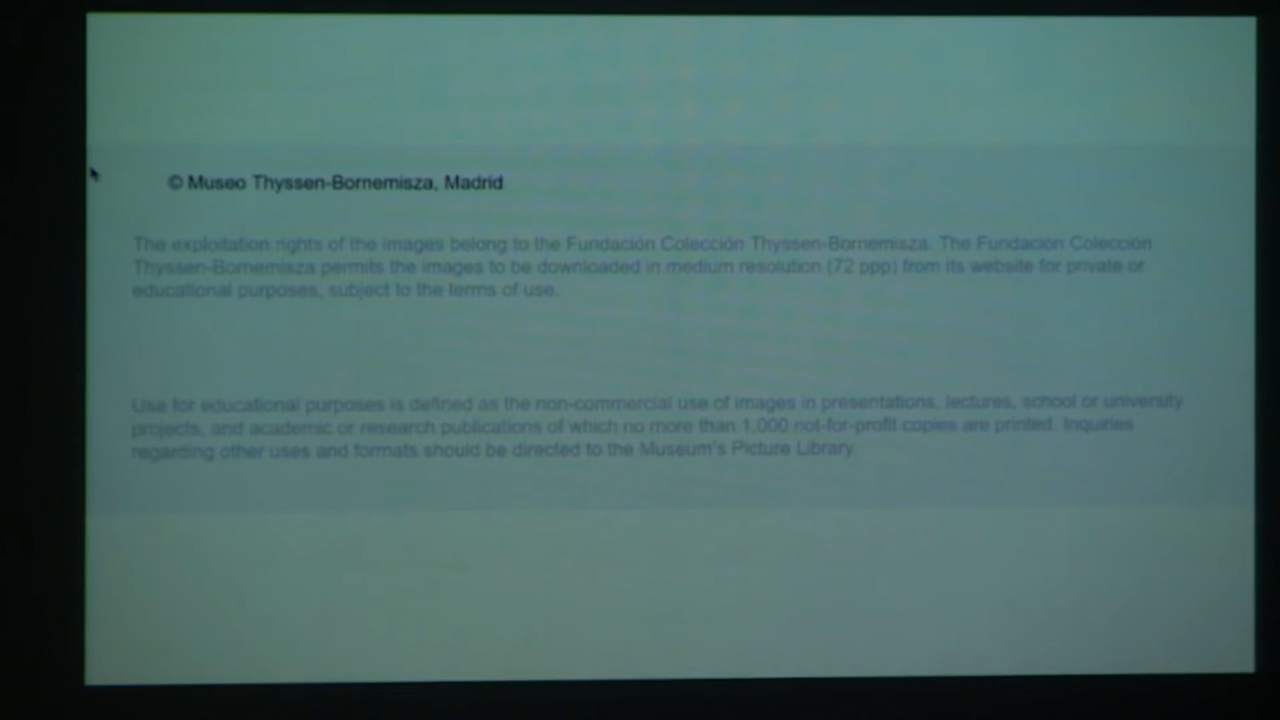 © Museo Thyssen-Bornemisza, Madrid
The exploitation rights of the images belong to the Fundación Colección Thyssen-Bornemisza. The Fundación Colección
Thyssen-Bornemisza permits the images to be downloaded in medium resolution (72 ppp) from its website for private or
educational purposes, subject to the terms of use.
Use for educational purposes is defined as the non-commercial use of images in presentations, lectures, school or university
projects, and academic or research publications of which no more than 1,000 not-for-profit copies are printed. Inquiries
regarding other uses and formats should be directed to the Museum's Picture Library.